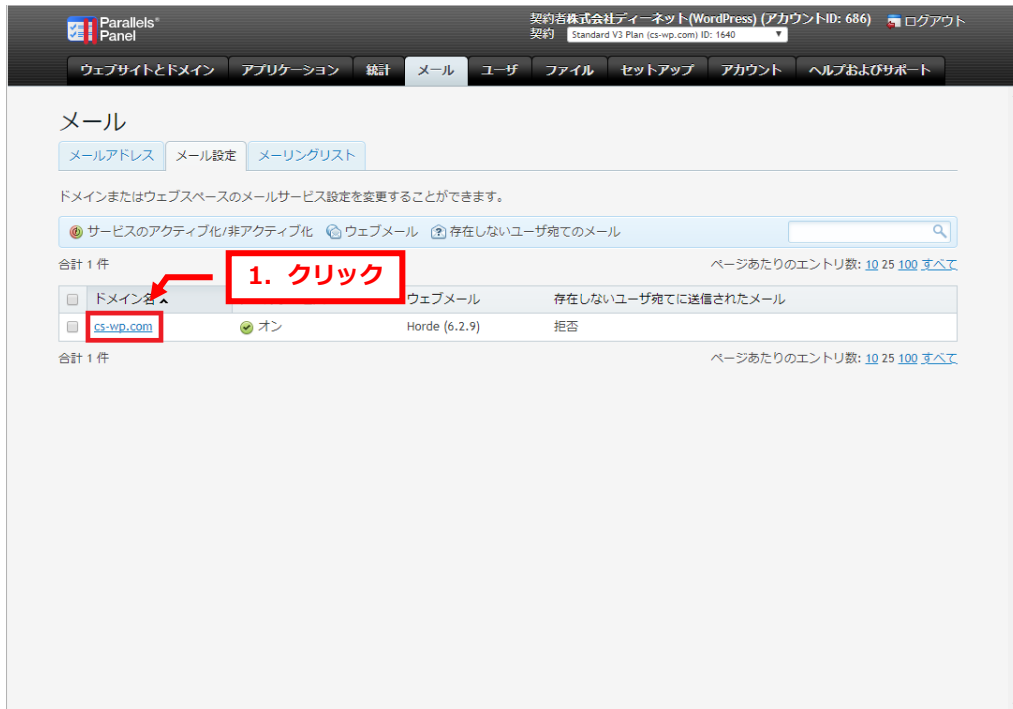 Parallels®
Panel
契約者株式会社ディーネット(WordPress) (アカウントID: 686) ログアウト
契約 Standard V3 Plan (cs-wp.com) ID: 1640
ウェブサイトとドメイン アプリケーション 統計 メール ユーザ ファイル セットアップ アカウント ヘルプおよびサポート
メール
メールアドレス メール設定 メーリングリスト
ドメインまたはウェブスペースのメールサービス設定を変更することができます。
サービスのアクティブ化/非アクティブ化 ウェブメール 存在しないユーザ宛てのメール
合計 1 件 ページあたりのエントリ数: 10 25 100 すべて
1. クリック
ドメイン名 ウェブメール 存在しないユーザ宛てに送信されたメール
cs-wp.com オン Horde (6.2.9) 拒否
合計 1 件 ページあたりのエントリ数: 10 25 100 すべて